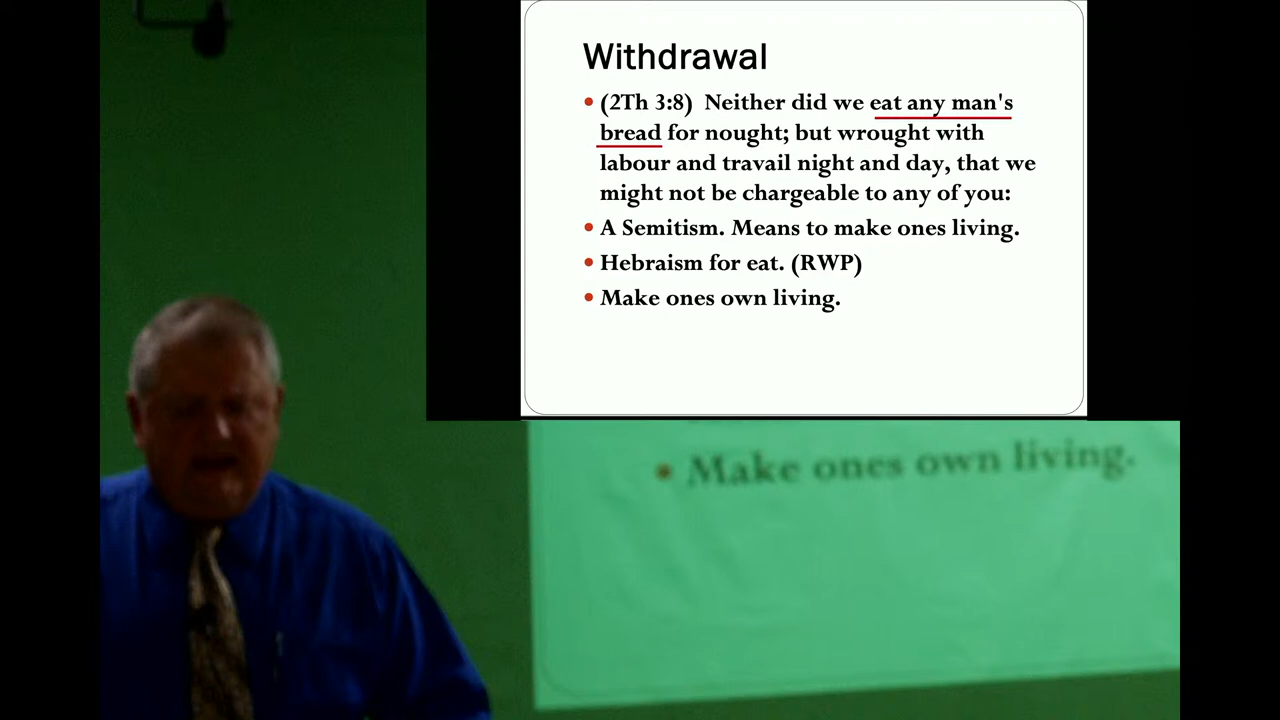 Withdrawal
• (2Th 3:8) Neither did we eat any man's
bread for nought; but wrought with
labour and travail night and day, that we
might not be chargeable to any of you:
• A Semitism. Means to make ones living.
• Hebraism for eat. (RWP)
• Make ones own living.
• Make ones own living.